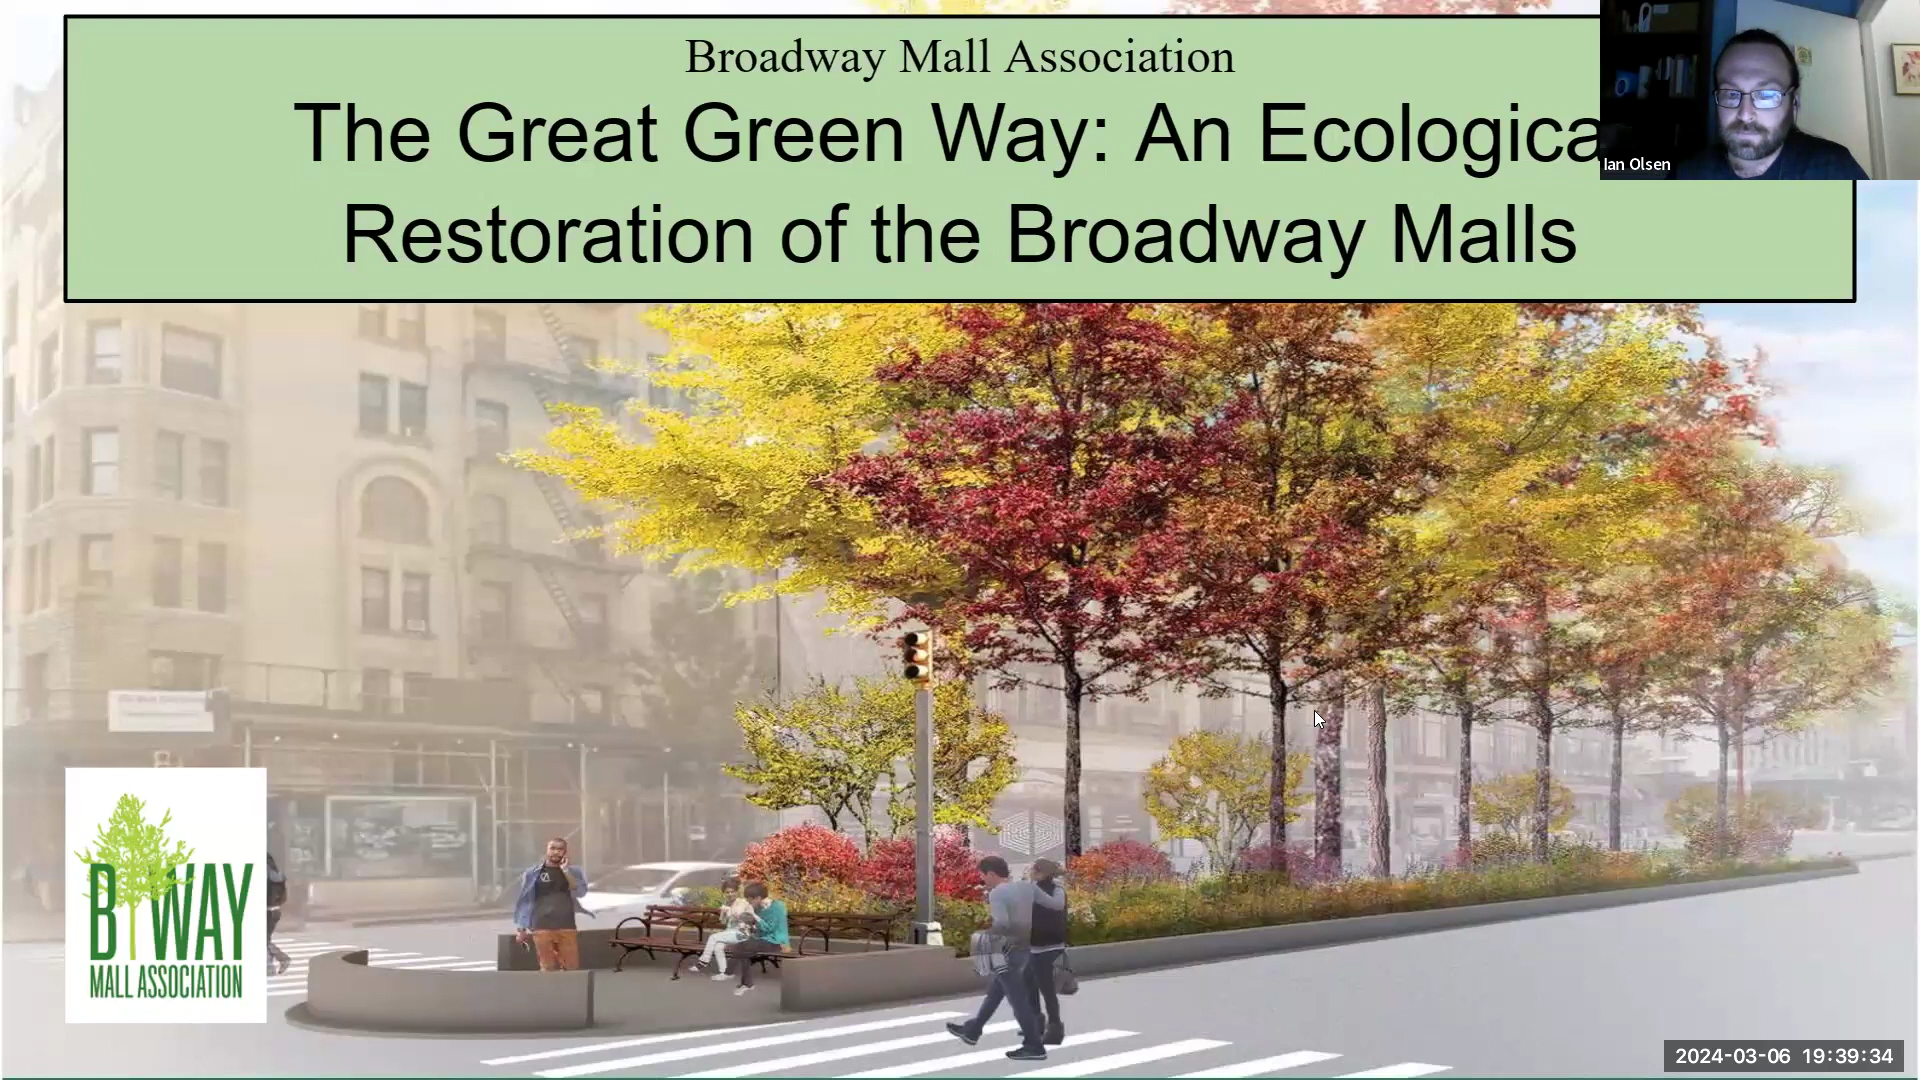 Broadway Mall Association
The Great Green Way: An Ecologica
Restoration of the Broadway Malls
Ian Olsen
B WAY
MALL ASSOCIATION
2024-03-06 19:39:34